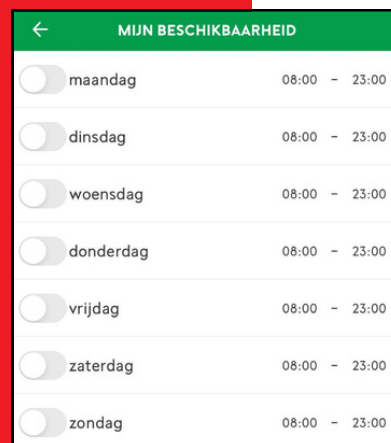 MIJN BESCHIKBAARHEID
maandag 08:00 - 23:00
dinsdag 08:00 - 23:00
woensdag 08:00 - 23:00
donderdag 08:00 - 23:00
vrijdag 08:00 - 23:00
zaterdag 08:00 - 23:00
zondag 08:00 - 23:00